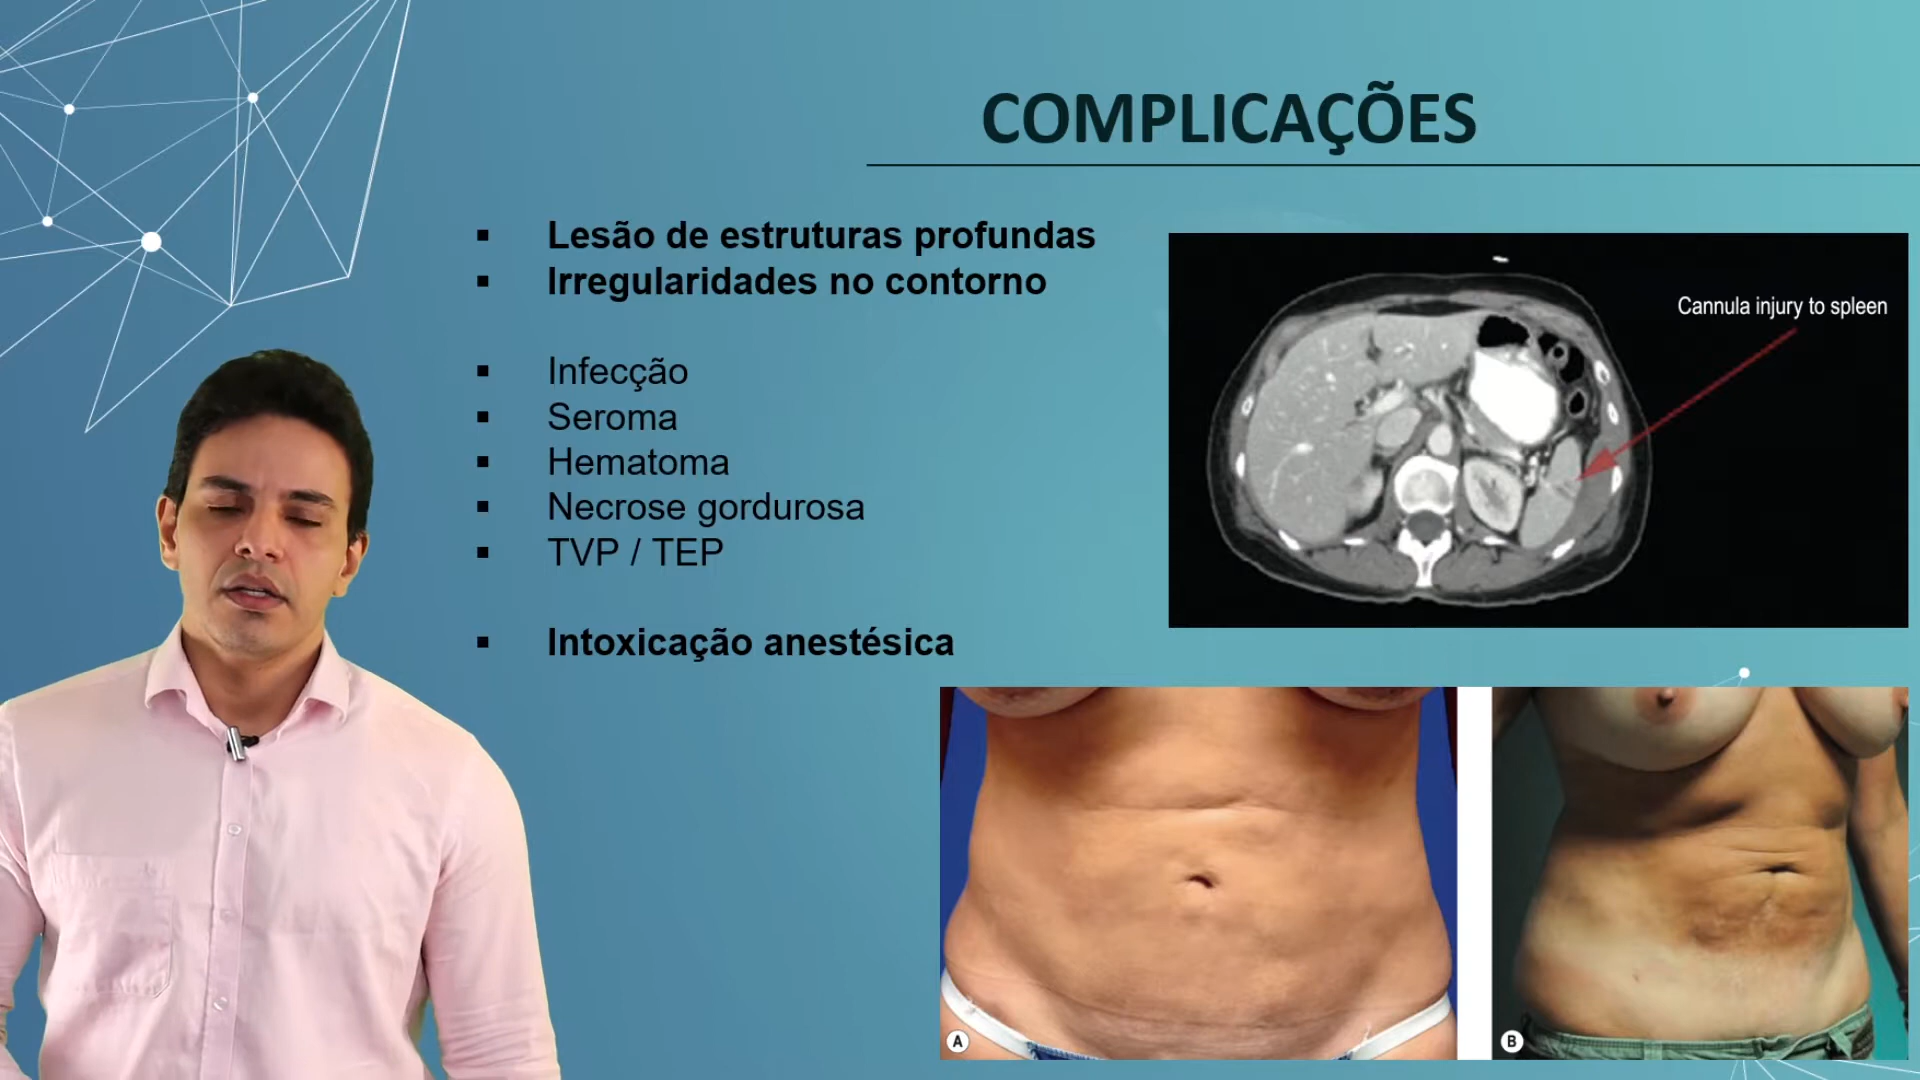 COMPLICAÇÕES
▪ Lesão de estruturas profundas
▪ Irregularidades no contorno
▪ Infecção
▪ Seroma
▪ Hematoma
▪ Necrose gordurosa
▪ TVP / TEP
▪ Intoxicação anestésica
Cannula injury to spleen
A
B